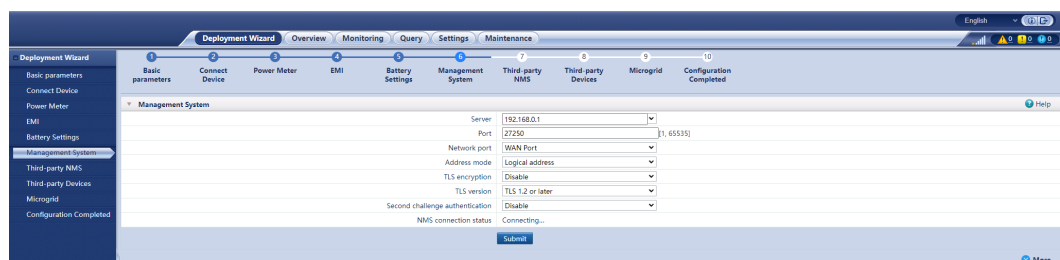 English
Deployment Wizard Overview Monitoring Query Settings Maintenance
Deployment Wizard
Basic parameters
Connect Device
Power Meter
EMI
Battery Settings
Management System
Third-party NMS
Third-party Devices
Microgrid
Configuration Completed
1 2 3 4 5 6 7 8 9 10
Basic parameters Connect Device Power Meter EMI Battery Settings Management System Third-party NMS Third-party Devices Microgrid Configuration Completed
Management System Help
Server 192.168.0.1
Port 27250 [1, 65535]
Network port WAN Port
Address mode Logical address
TLS encryption Disable
TLS version TLS 1.2 or later
Second challenge authentication Disable
NMS connection status Connecting...
Submit
More